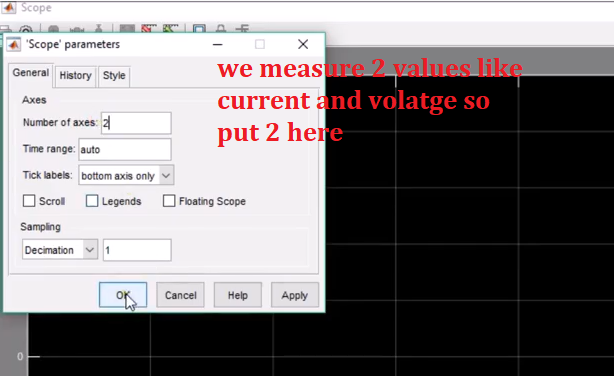 Scope
'Scope' parameters
General History Style
Axes
Number of axes: 2
Time range: auto
Tick labels: bottom axis only
Scroll Legends Floating Scope
Sampling
Decimation 1
OK Cancel Help Apply
we measure 2 values like
current and volatge so
put 2 here
0